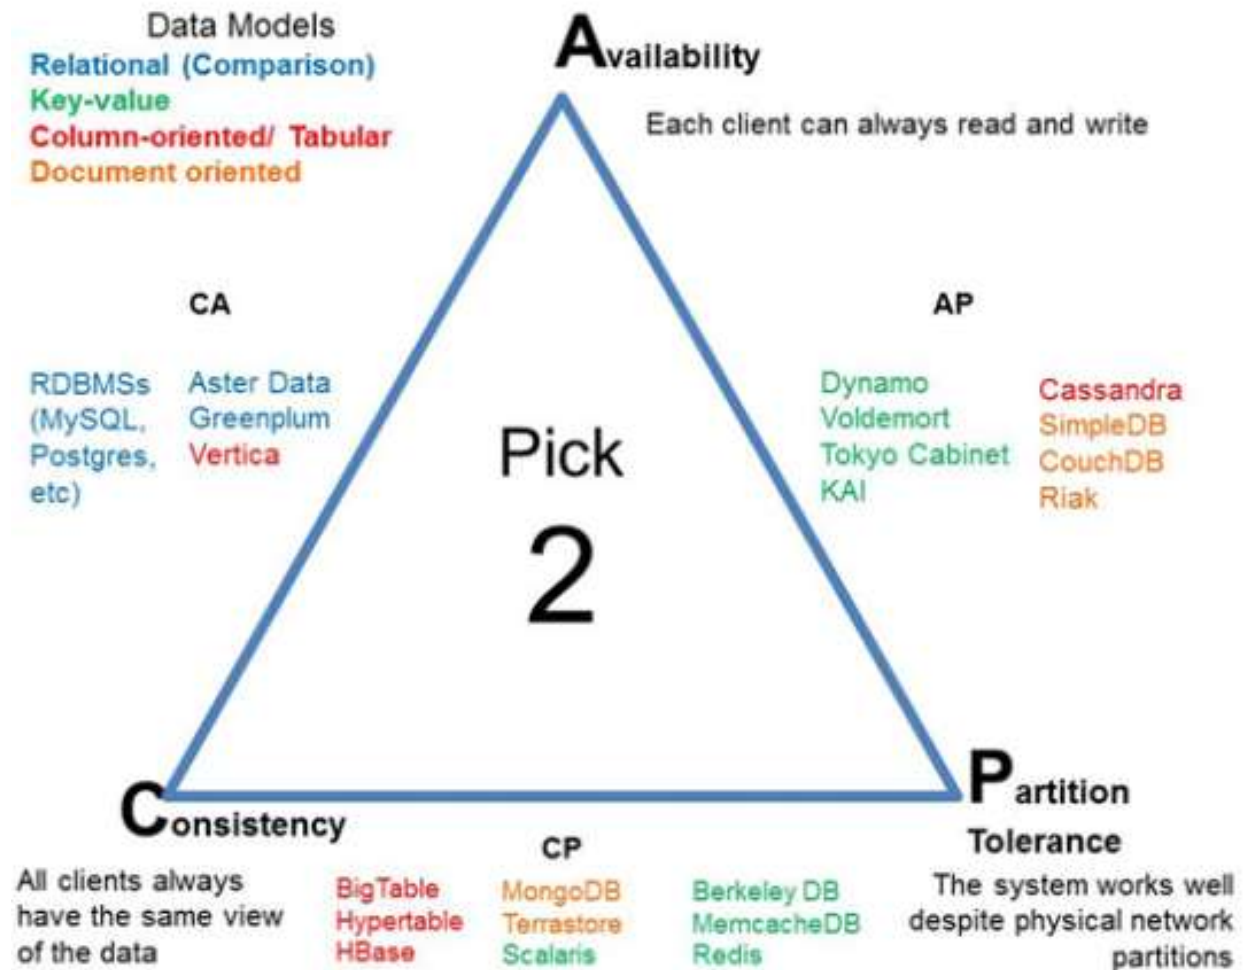 Data Models
Relational (Comparison)
Key-value
Column-oriented/ Tabular
Document oriented
Availability
Each client can always read and write
CA
RDBMSs
(MySQL,
Postgres,
etc)
Aster Data
Greenplum
Vertica
Pick
2
AP
Dynamo
Voldemort
Tokyo Cabinet
KAI
Cassandra
SimpleDB
CouchDB
Riak
Consistency
All clients always
have the same view
of the data
CP
BigTable
Hypertable
HBase
MongoDB
Terrastore
Scalaris
Berkeley DB
MemcacheDB
Redis
Partition
Tolerance
The system works well
despite physical network
partitions